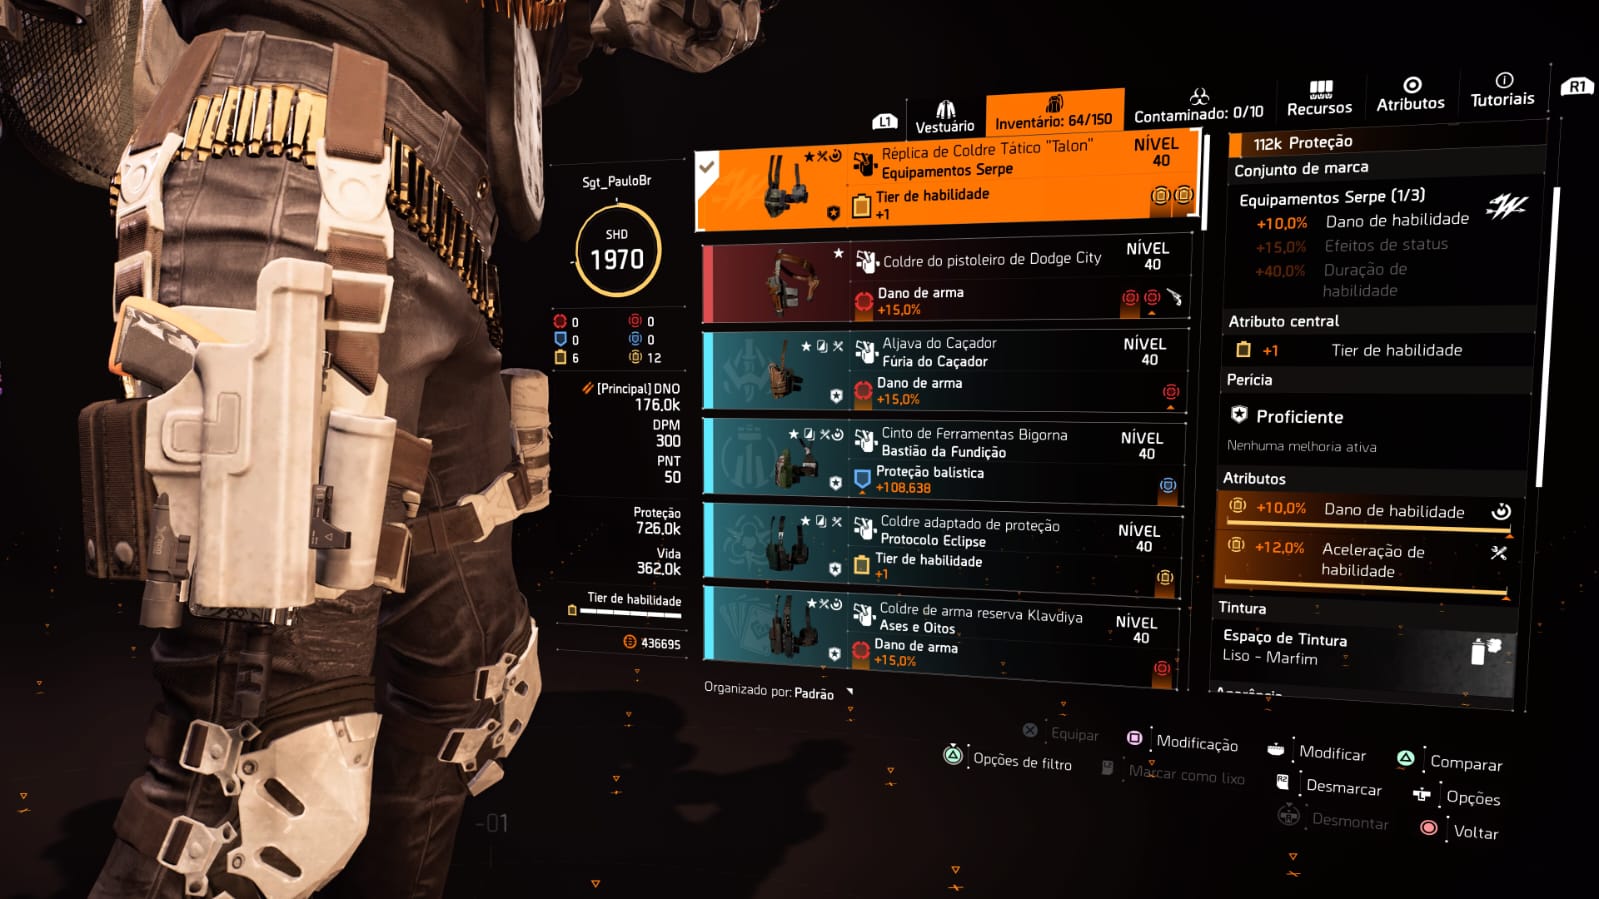 L1
Vestuário
Inventário: 64/150
Contaminado: 0/10
Recursos
Atributos
Tutoriais
R1
Sgt_PauloBr
SHD
1970
0 0
0 0
6 12
[Principal] DNO
176.0k
DPM
300
PNT
50
Proteção
726.0k
Vida
362.0k
Tier de habilidade
436695
Réplica de Coldre Tático "Talon"
Equipamentos Serpe
NÍVEL
40
Tier de habilidade
+1
Coldre do pistoleiro de Dodge City
NÍVEL
40
Dano de arma
+15,0%
Aljava do Caçador
Fúria do Caçador
NÍVEL
40
Dano de arma
+15,0%
Cinto de Ferramentas Bigorna
Bastião da Fundição
NÍVEL
40
Proteção balística
+108.638
Coldre adaptado de proteção
Protocolo Eclipse
NÍVEL
40
Tier de habilidade
+1
Coldre de arma reserva Klavdiya
Ases e Oitos
NÍVEL
40
Dano de arma
+15,0%
Organizado por: Padrão
112k Proteção
Conjunto de marca
Equipamentos Serpe (1/3)
+10,0% Dano de habilidade
+15,0% Efeitos de status
+40,0% Duração de
habilidade
Atributo central
+1 Tier de habilidade
Perícia
Proficiente
Nenhuma melhoria ativa
Atributos
+10,0% Dano de habilidade
+12,0% Aceleração de
habilidade
Tintura
Espaço de Tintura
Liso - Marfim
Aparência
Equipar
Modificação
Modificar
Comparar
Opções de filtro
Marcar como lixo
R2
Desmarcar
Opções
Desmontar
Voltar
-01